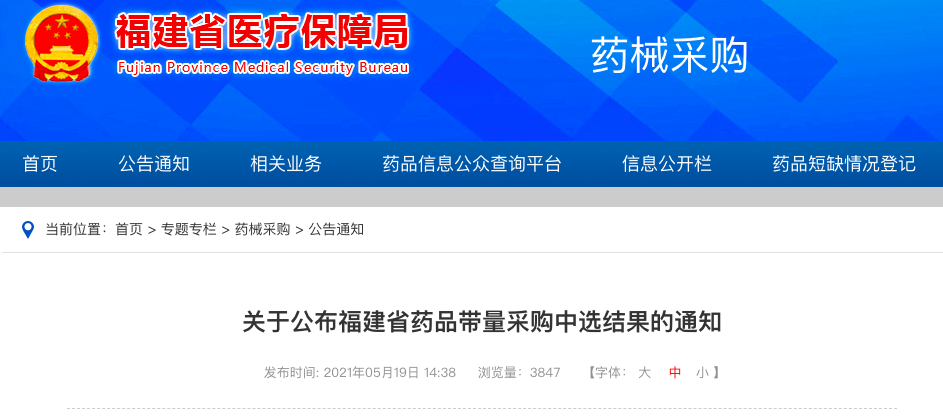 福建省医疗保障局
Fujian Province Medical Security Bureau
药械采购
首页 公告通知 相关业务 药品信息公众查询平台 信息公开栏 药品短缺情况登记
当前位置：首页 > 专题专栏 > 药械采购 > 公告通知
关于公布福建省药品带量采购中选结果的通知
发布时间: 2021年05月19日 14:38 浏览量：3847 【字体： 大 中 小 】